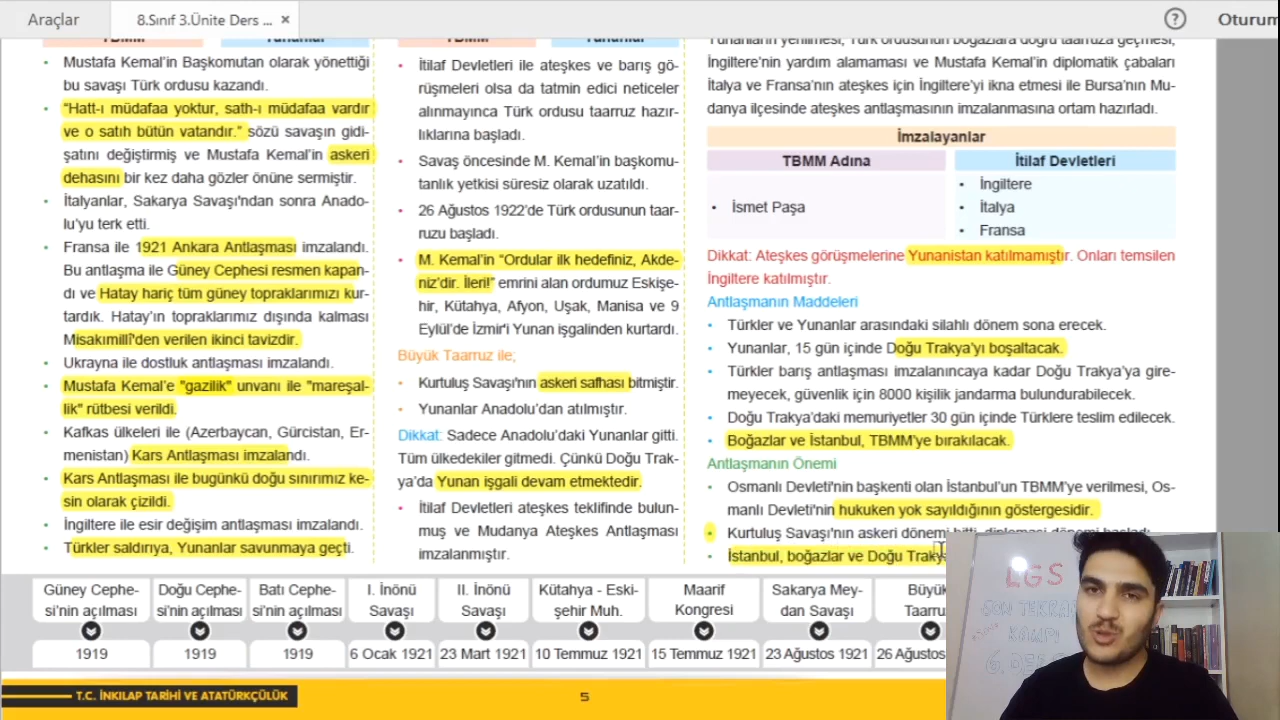 Araçlar
8.Sınıf 3.Ünite Ders ... ×
? Oturum
TBMM Yunanlar
Mustafa Kemal'in Başkomutan olarak yönettiği
bu savaşı Türk ordusu kazandı.
"Hatt-ı müdafaa yoktur, sath-ı müdafaa vardır
ve o satıh bütün vatandır." sözü savaşın gidi-
şatını değiştirmiş ve Mustafa Kemal'in askeri
dehasını bir kez daha gözler önüne sermiştir.
İtalyanlar, Sakarya Savaşı'ndan sonra Anado-
lu'yu terk etti.
Fransa ile 1921 Ankara Antlaşması imzalandı.
Bu antlaşma ile Güney Cephesi resmen kapan-
dı ve Hatay hariç tüm güney topraklarımızı kur-
tardık. Hatay'ın topraklarımız dışında kalması
Misakımillî'den verilen ikinci tavizdir.
Ukrayna ile dostluk antlaşması imzalandı.
Mustafa Kemal'e "gazilik" unvanı ile "mareşal-
lik" rütbesi verildi.
Kafkas ülkeleri ile (Azerbaycan, Gürcistan, Er-
menistan) Kars Antlaşması imzalandı.
Kars Antlaşması ile bugünkü doğu sınırımız ke-
sin olarak çizildi.
İngiltere ile esir değişim antlaşması imzalandı.
Türkler saldırıya, Yunanlar savunmaya geçti.
TBMM Yunanlar
İtilaf Devletleri ile ateşkes ve barış gö-
rüşmeleri olsa da tatmin edici neticeler
alınmayınca Türk ordusu taarruz hazır-
lıklarına başladı.
Savaş öncesinde M. Kemal'in başkomu-
tanlık yetkisi süresiz olarak uzatıldı.
26 Ağustos 1922'de Türk ordusunun taar-
ruzu başladı.
M. Kemal'in "Ordular ilk hedefiniz, Akde-
niz'dir. İleri!" emrini alan ordumuz Eskişe-
hir, Kütahya, Afyon, Uşak, Manisa ve 9
Eylül'de İzmir'i Yunan işgalinden kurtardı.
Büyük Taarruz ile;
Kurtuluş Savaşı'nın askeri safhası bitmiştir.
Yunanlar Anadolu'dan atılmıştır.
Dikkat: Sadece Anadolu'daki Yunanlar gitti.
Tüm ülkedekiler gitmedi. Çünkü Doğu Trak-
ya'da Yunan işgali devam etmektedir.
İtilaf Devletleri ateşkes teklifinde bulun-
muş ve Mudanya Ateşkes Antlaşması
imzalanmıştır.
Yunanların yenilmesi, Türk ordusunun boğazlara doğru taarruza geçmesi,
İngiltere'nin yardım alamaması ve Mustafa Kemal'in diplomatik çabaları
İtalya ve Fransa'nın ateşkes için İngiltere'yi ikna etmesi ile Bursa'nın Mu-
danya ilçesinde ateşkes antlaşmasının imzalanmasına ortam hazırladı.
İmzalayanlar
TBMM Adına İtilaf Devletleri
İsmet Paşa
İngiltere
İtalya
Fransa
Dikkat: Ateşkes görüşmelerine Yunanistan katılmamıştır. Onları temsilen
İngiltere katılmıştır.
Antlaşmanın Maddeleri
Türkler ve Yunanlar arasındaki silahlı dönem sona erecek.
Yunanlar, 15 gün içinde Doğu Trakya'yı boşaltacak.
Türkler barış antlaşması imzalanıncaya kadar Doğu Trakya'ya gire-
meyecek, güvenlik için 8000 kişilik jandarma bulundurabilecek.
Doğu Trakya'daki memuriyetler 30 gün içinde Türklere teslim edilecek.
Boğazlar ve İstanbul, TBMM'ye bırakılacak.
Antlaşmanın Önemi
Osmanlı Devleti'nin başkenti olan İstanbul'un TBMM'ye verilmesi, Os-
manlı Devleti'nin hukuken yok sayıldığının göstergesidir.
Kurtuluş Savaşı'nın askeri dönemi bitti, diplomasi dönemi başladı.
İstanbul, boğazlar ve Doğu Trakya
Güney Cephe-
si'nin açılması
1919
Doğu Cephe-
si'nin açılması
1919
Batı Cephe-
si'nin açılması
1919
I. İnönü
Savaşı
6 Ocak 1921
II. İnönü
Savaşı
23 Mart 1921
Kütahya - Eski-
şehir Muh.
10 Temmuz 1921
Maarif
Kongresi
15 Temmuz 1921
Sakarya Mey-
dan Savaşı
23 Ağustos 1921
Büyük
Taarruz
26 Ağustos
LGS
SON TEKRAR
KAMPI
6. DERS
T.C. İNKILAP TARİHİ VE ATATÜRKÇÜLÜK
5